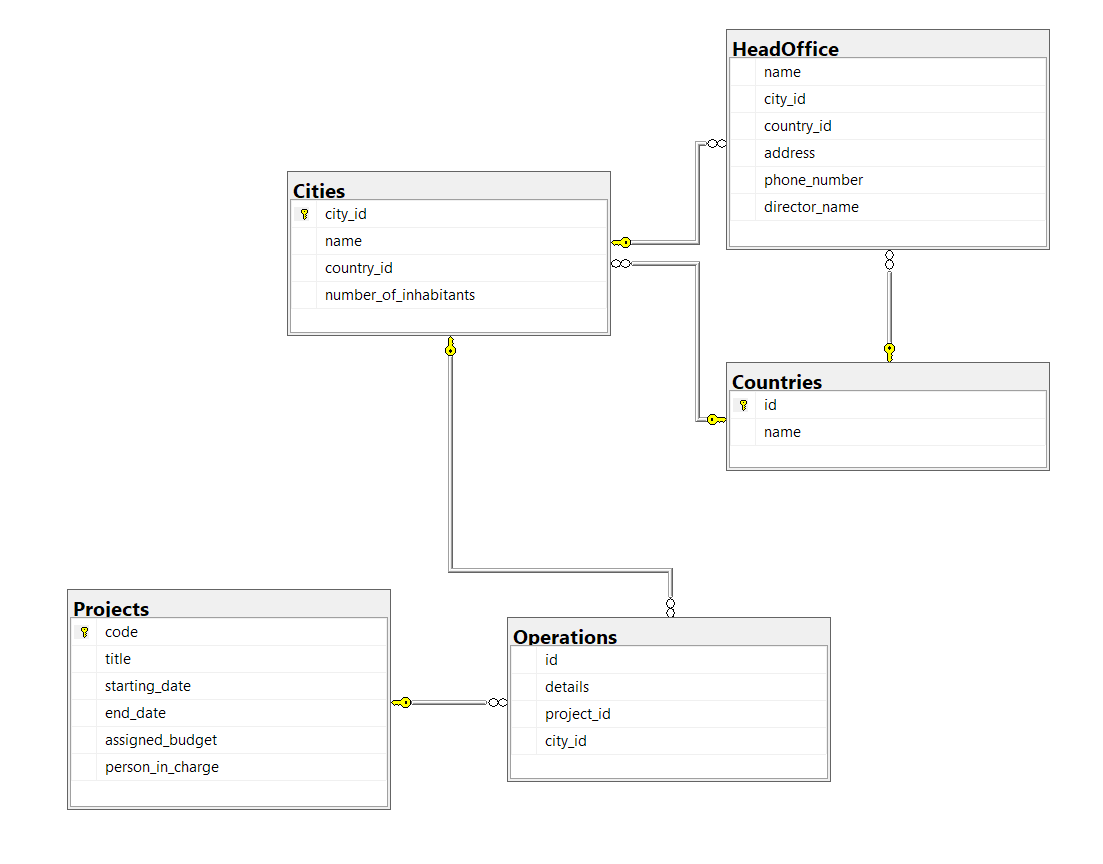 HeadOffice
name
city_id
country_id
address
phone_number
director_name
Cities
city_id
name
country_id
number_of_inhabitants
Countries
id
name
Projects
code
title
starting_date
end_date
assigned_budget
person_in_charge
Operations
id
details
project_id
city_id